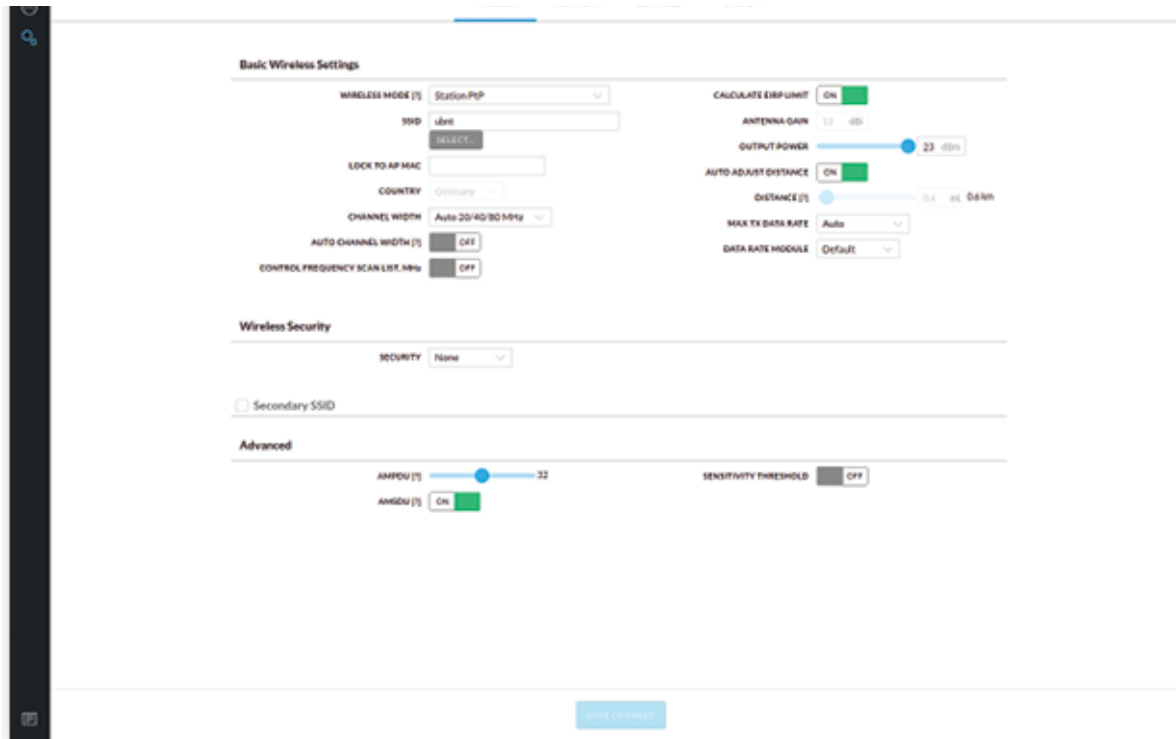 Basic Wireless Settings
WIRELESS MODE [?] Station PtP
SSID ubnt
SELECT...
LOCK TO AP MAC
COUNTRY Germany
CHANNEL WIDTH Auto 20/40/80 MHz
AUTO CHANNEL WIDTH [?] OFF
CONTROL FREQUENCY SCAN LIST, MHz OFF
CALCULATE EIRP LIMIT ON
ANTENNA GAIN dBi
OUTPUT POWER 23 dBm
AUTO ADJUST DISTANCE ON
DISTANCE [?] 0.4 mi 0.6 km
MAX TX DATA RATE Auto
DATA RATE MODULE Default
Wireless Security
SECURITY None
Secondary SSID
Advanced
AMPDU [?] 32
AMSDU [?] ON
SENSITIVITY THRESHOLD OFF
SAVE CHANGES